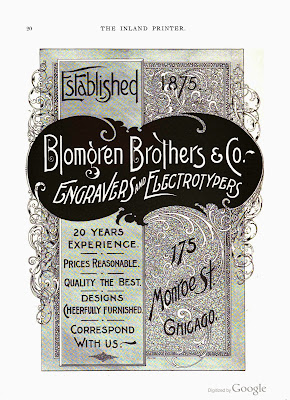 20
THE INLAND PRINTER.
Established 1875.
Blomgren Brothers & Co.
ENGRAVERS AND ELECTROTYPERS
20 YEARS
EXPERIENCE.
PRICES REASONABLE.
QUALITY THE BEST.
DESIGNS
CHEERFULLY FURNISHED.
CORRESPOND
WITH US:
175
Monroe St.
CHICAGO.
Digitized by Google